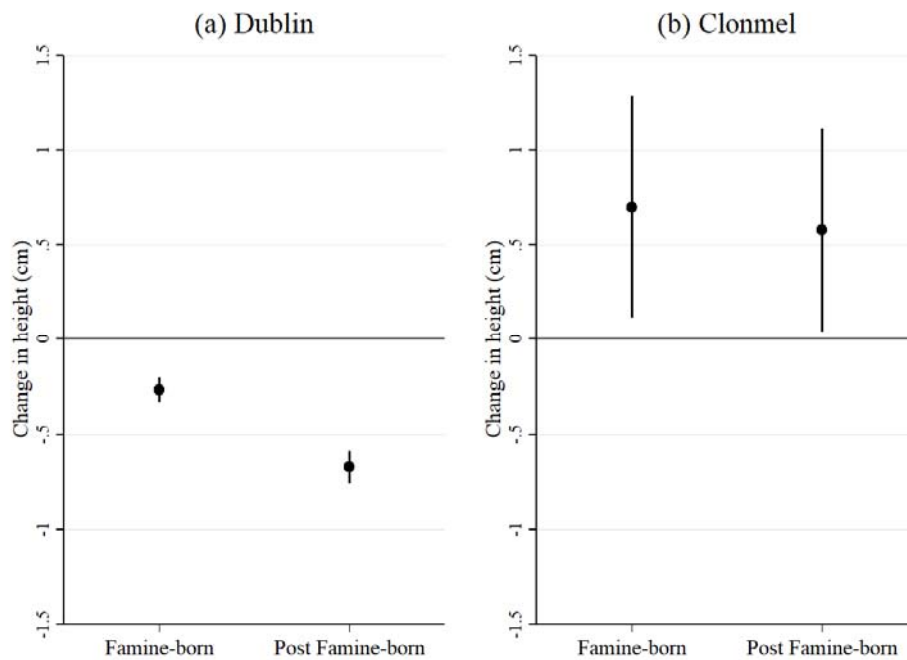 (a) Dublin
Change in height (cm)
1.5
1
.5
0
-.5
-1
-1.5
Famine-born
Post Famine-born
(b) Clonmel
Change in height (cm)
1.5
1
.5
0
-.5
-1
-1.5
Famine-born
Post Famine-born